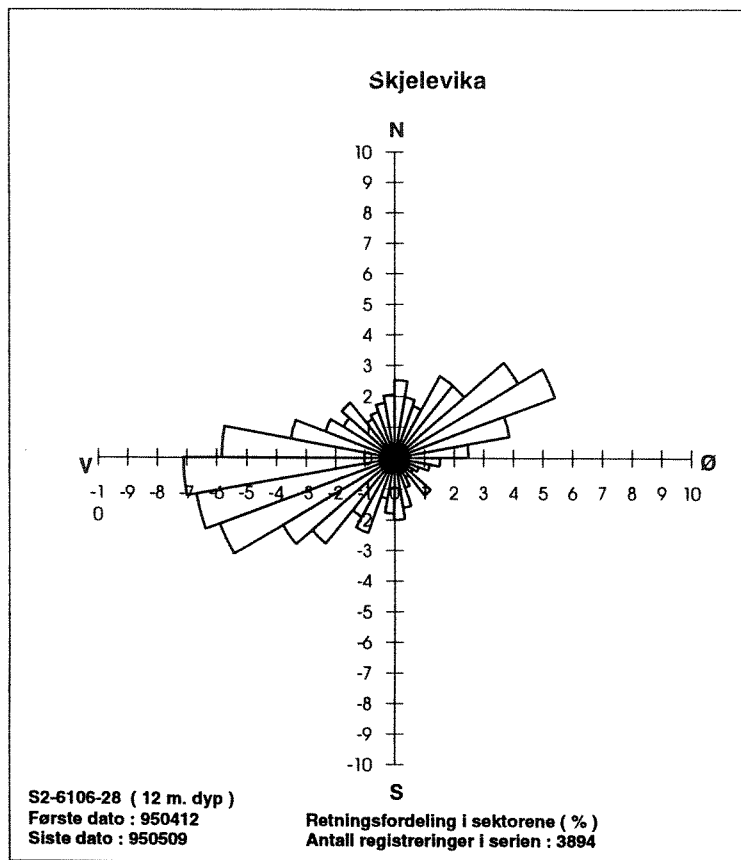 Skjelevika
N
10
9
8
7
6
5
4
3
2
V
Ø
-10 -9 -8 -7 -6 -5 -4 -3 -2 -1 0 1 2 3 4 5 6 7 8 9 10
2
-3
-4
-5
-6
-7
-8
-9
-10
S
S2-6106-28 ( 12 m. dyp )
Første dato : 950412
Siste dato : 950509
Retningsfordeling i sektorene ( % )
Antall registreringer i serien : 3894